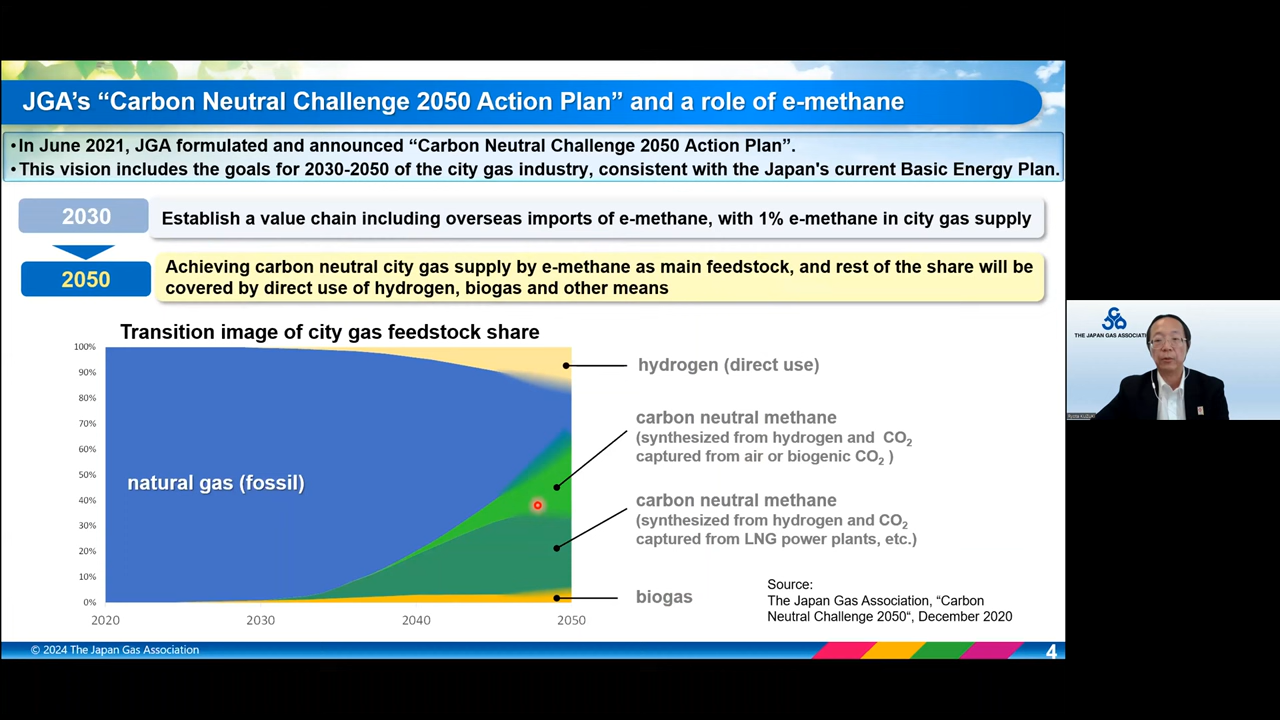 JGA's “Carbon Neutral Challenge 2050 Action Plan” and a role of e-methane
•In June 2021, JGA formulated and announced “Carbon Neutral Challenge 2050 Action Plan”.
•This vision includes the goals for 2030-2050 of the city gas industry, consistent with the Japan's current Basic Energy Plan.
2030
Establish a value chain including overseas imports of e-methane, with 1% e-methane in city gas supply
2050
Achieving carbon neutral city gas supply by e-methane as main feedstock, and rest of the share will be
covered by direct use of hydrogen, biogas and other means
Transition image of city gas feedstock share
100%
90%
80%
70%
60%
50%
40%
30%
20%
10%
0%
2020
2030
2040
2050
natural gas (fossil)
hydrogen (direct use)
carbon neutral methane
(synthesized from hydrogen and CO2
captured from air or biogenic CO2 )
carbon neutral methane
(synthesized from hydrogen and CO2
captured from LNG power plants, etc.)
biogas
Source:
The Japan Gas Association, “Carbon
Neutral Challenge 2050“, December 2020
© 2024 The Japan Gas Association
4
THE JAPAN GAS